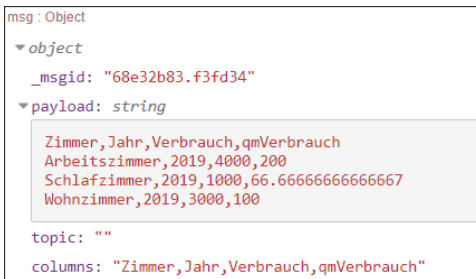 msg : Object
object
_msgid: "68e32b83.f3fd34"
payload: string
Zimmer,Jahr,Verbrauch,qmVerbrauch
Arbeitszimmer,2019,4000,200
Schlafzimmer,2019,1000,66.66666666666667
Wohnzimmer,2019,3000,100
topic: ""
columns: "Zimmer,Jahr,Verbrauch,qmVerbrauch"